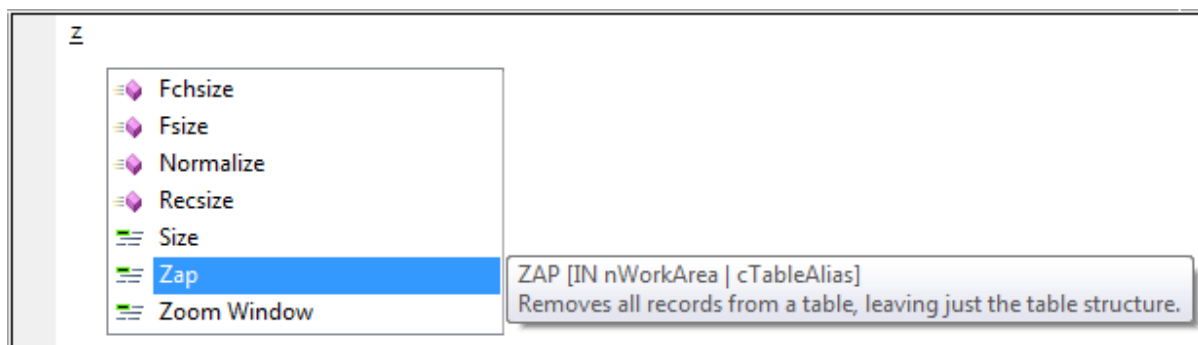 z
Fchsize
Fsize
Normalize
Recsize
Size
Zap
ZAP [IN nWorkArea | cTableAlias]
Removes all records from a table, leaving just the table structure.
Zoom Window